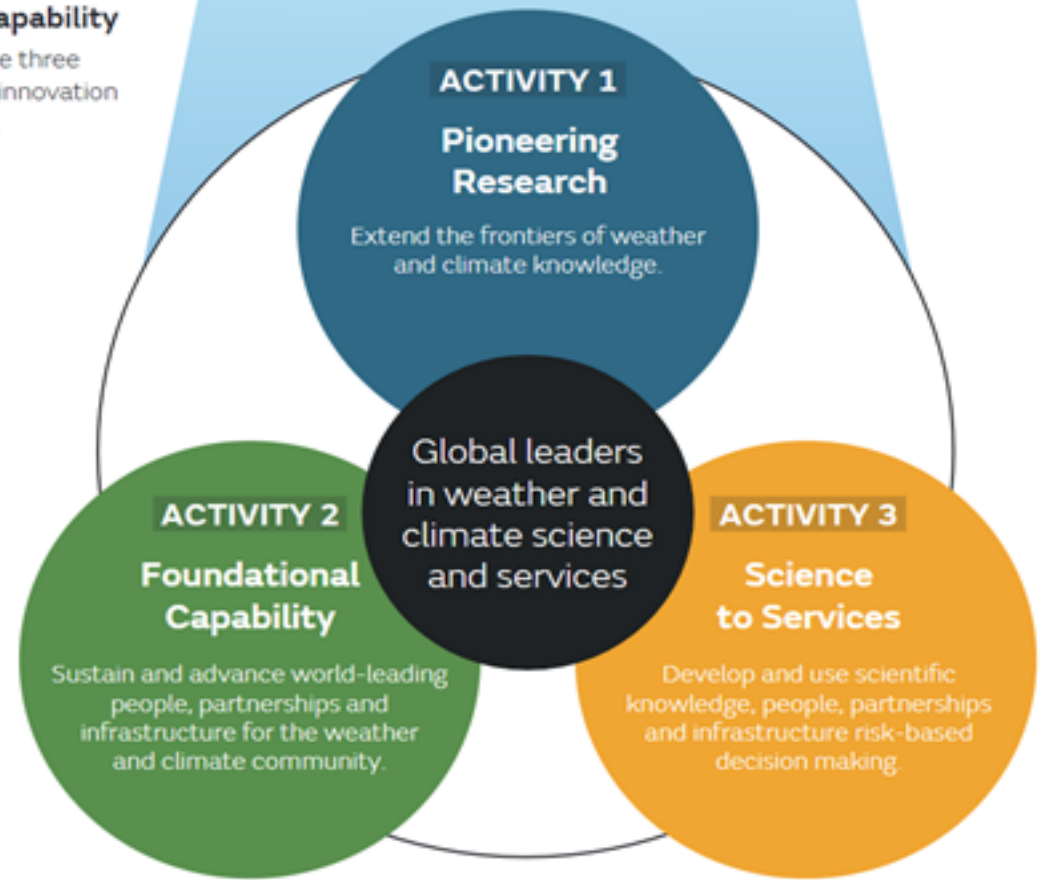 apability
e three
innovation
ACTIVITY 1
Pioneering
Research
Extend the frontiers of weather
and climate knowledge.
Global leaders
in weather and
climate science
and services
ACTIVITY 2
Foundational
Capability
Sustain and advance world-leading
people, partnerships and
infrastructure for the weather
and climate community.
ACTIVITY 3
Science
to Services
Develop and use scientific
knowledge, people, partnerships
and infrastructure risk-based
decision making.